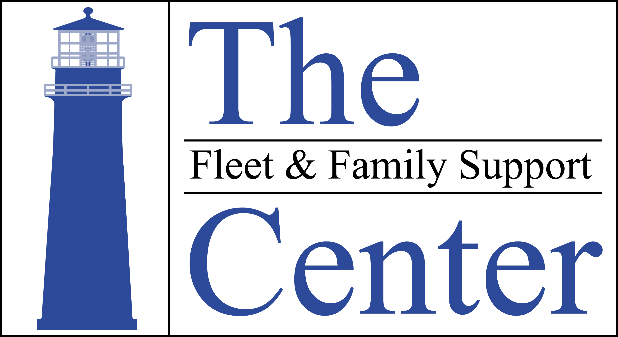 The
Fleet & Family Support
Center